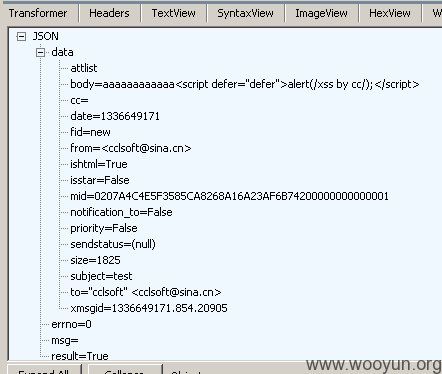 Transformer Headers TextView SyntaxView ImageView HexView W
JSON
data
attlist
body=aaaaaaaaaaaa<script defer="defer">alert(/xss by cc/);</script>
cc=
date=1336649171
fid=new
from=<cclsoft@sina.cn>
ishtml=True
isstar=False
mid=0207A4C4E5F3585CA8268A16A23AF6B74200000000000001
notification_to=False
priority=False
sendstatus=(null)
size=1825
subject=test
to="cclsoft" <cclsoft@sina.cn>
xmsgid=1336649171.854.20905
errno=0
msg=
result=True
www.wooyun.org
Expand All Collapse